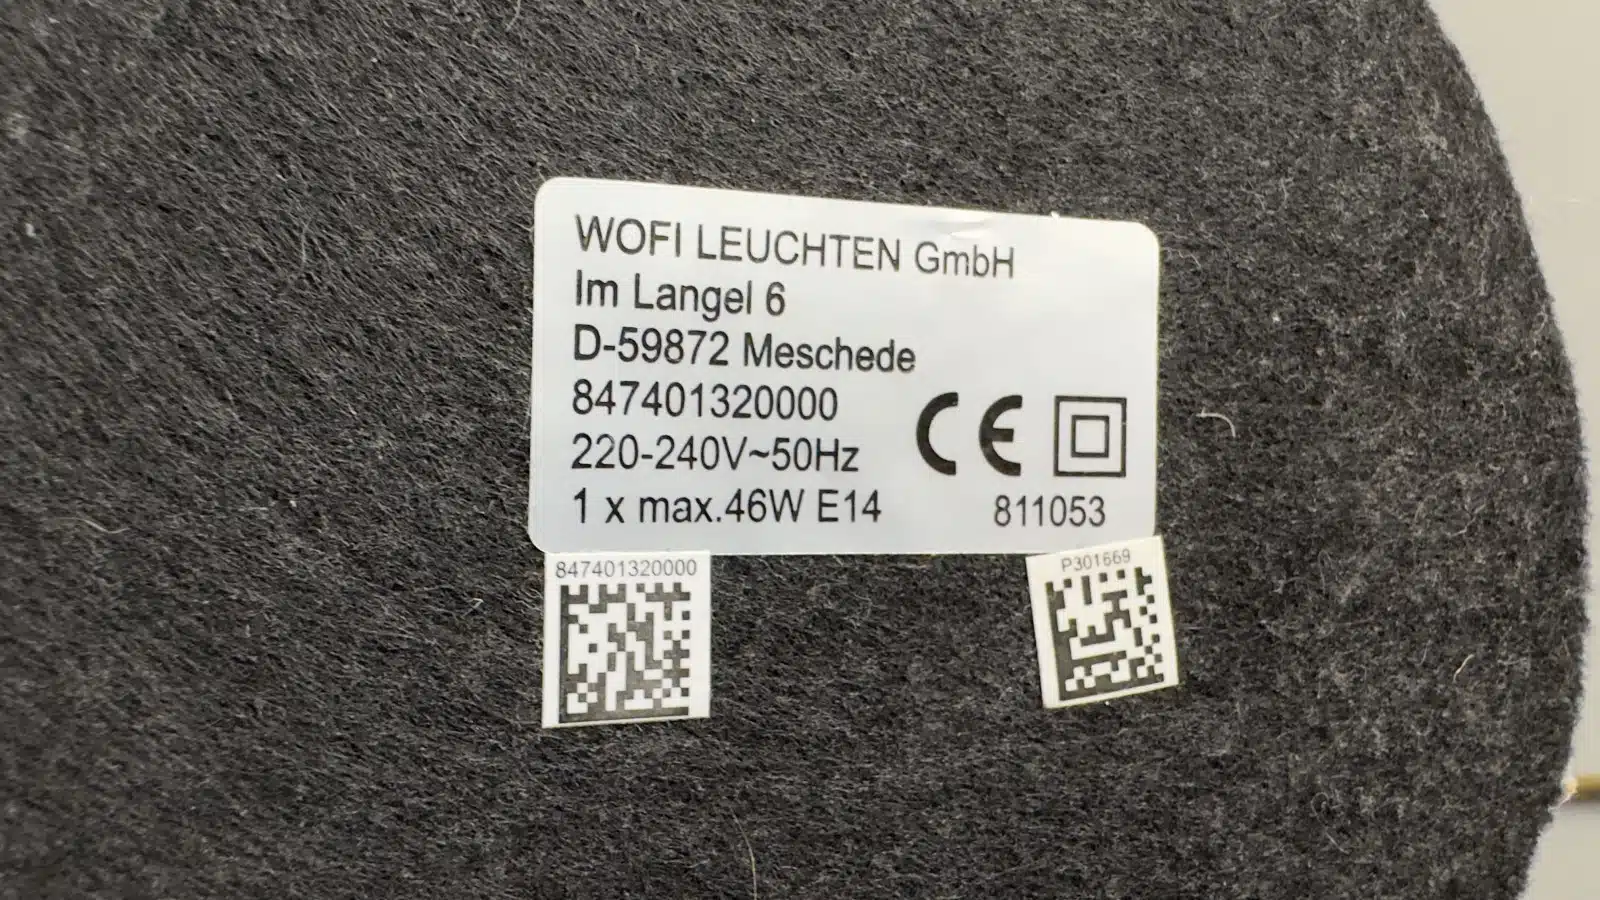 WOFI LEUCHTEN GmbH
Im Langel 6
D-59872 Meschede
847401320000
220-240V~50Hz
CE
1 x max.46W E14
811053
847401320000
P301669